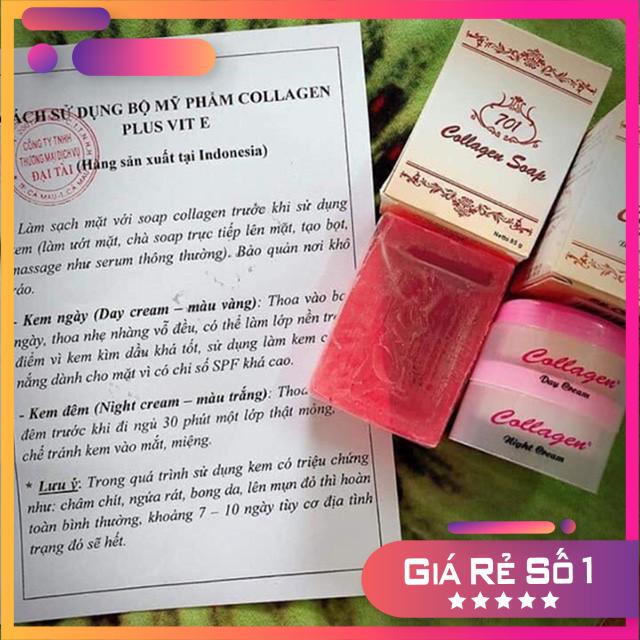 ÁCH SỬ DỤNG BỘ MỸ PHẨM COLLAGEN
PLUS VIT E
(Hàng sản xuất tại Indonesia)
CÔNG TY TNHH
THƯƠNG MẠI DỊCH VỤ
ĐẠI TÀI
Làm sạch mặt với soap collagen trước khi sử dụng
em (làm ướt mặt, chà soap trực tiếp lên mặt, tạo bọt,
massage như serum thông thường). Bảo quản nơi khô
ráo.
- Kem ngày (Day cream – màu vàng): Thoa vào b
ngày, thoa nhẹ nhàng vỗ đều, có thể làm lớp nền tr
điểm vì kem kìm dầu khá tốt, sử dụng làm kem c
nắng dành cho mặt vì có chỉ số SPF khá cao.
- Kem đêm (Night cream – màu trắng): Thoa
đêm trước khi đi ngủ 30 phút một lớp thật mỏng,
chế tránh kem vào mắt, miệng.
* Lưu ý: Trong quá trình sử dụng kem có triệu chứng
như: châm chít, ngứa rát, bong da, lên mụn đỏ thì hoàn
toàn bình thường, khoảng 7 – 10 ngày tùy cơ địa tình
trạng đó sẽ hết.
701
Collagen Soap
Netto 85 g
Collagen
Day Cream
Collagen
Night Cream
GIÁ RẺ SỐ 1